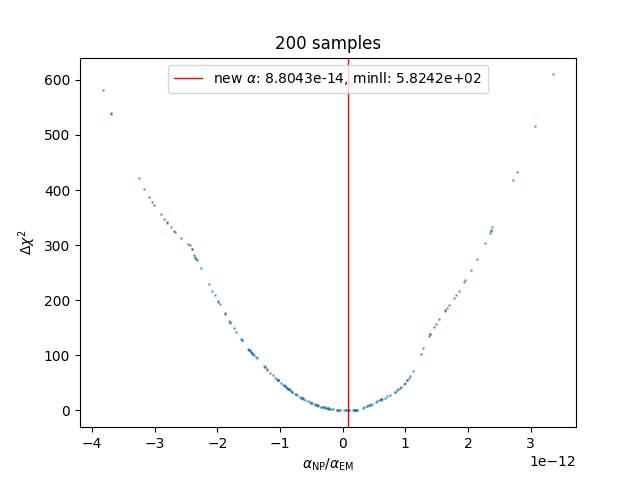 200 samples
new α: 8.8043e-14, minll: 5.8242e+02
600
500
400
300
200
100
0
Δχ²
−4 −3 −2 −1 0 1 2 3
1e−12
α_NP/α_EM